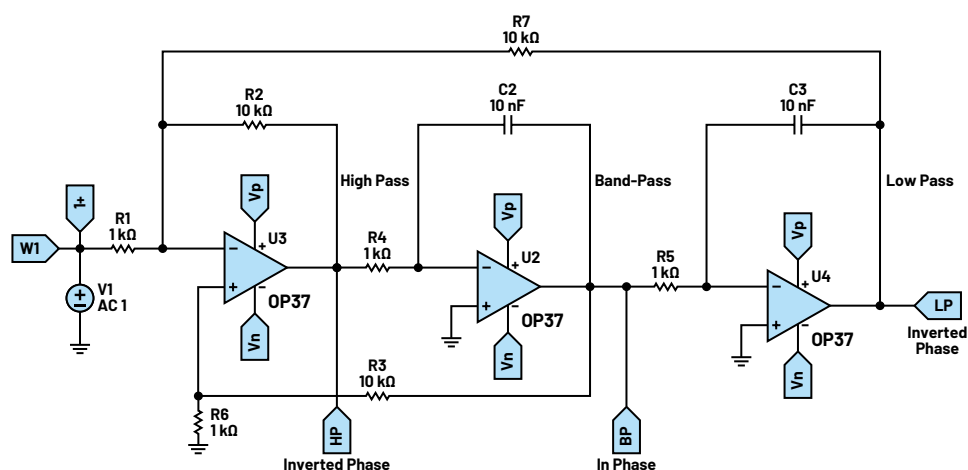 R7
10 kΩ
R2
10 kΩ
C2
10 nF
C3
10 nF
High Pass
Band-Pass
Low Pass
1+
Vp
Vp
Vp
W1
R1
1 kΩ
U3
R4
1 kΩ
U2
R5
1 kΩ
U4
V1
AC 1
−
+
+
−
OP37
−
+
+
−
OP37
−
+
+
−
OP37
LP
Inverted
Phase
Vn
Vn
Vn
R3
10 kΩ
R6
1 kΩ
HP
BP
Inverted Phase
In Phase